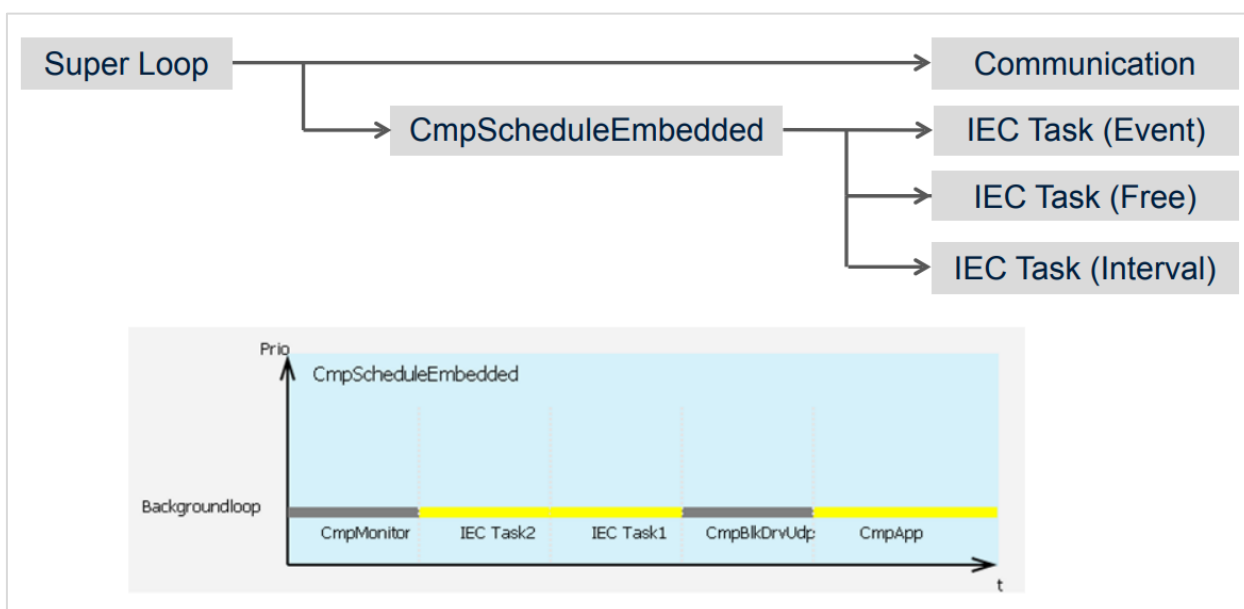 Super Loop
Communication
CmpScheduleEmbedded
IEC Task (Event)
IEC Task (Free)
IEC Task (Interval)
Prio
CmpScheduleEmbedded
Backgroundloop
CmpMonitor
IEC Task2
IEC Task1
CmpBlkDrvUdp
CmpApp
t